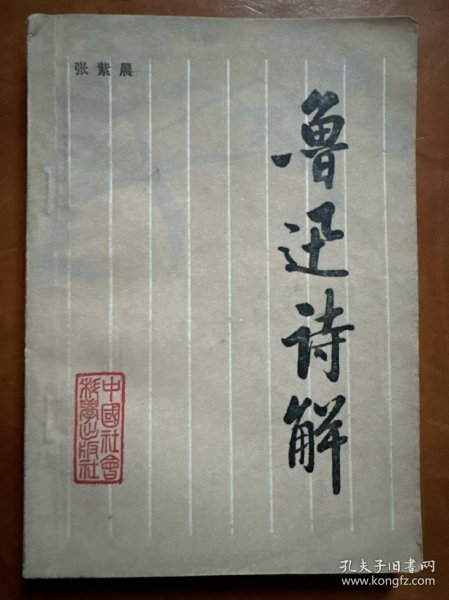 张紫晨
鲁迅诗解
中國社會
科學出版社
孔夫子旧书网
www.kongfz.com